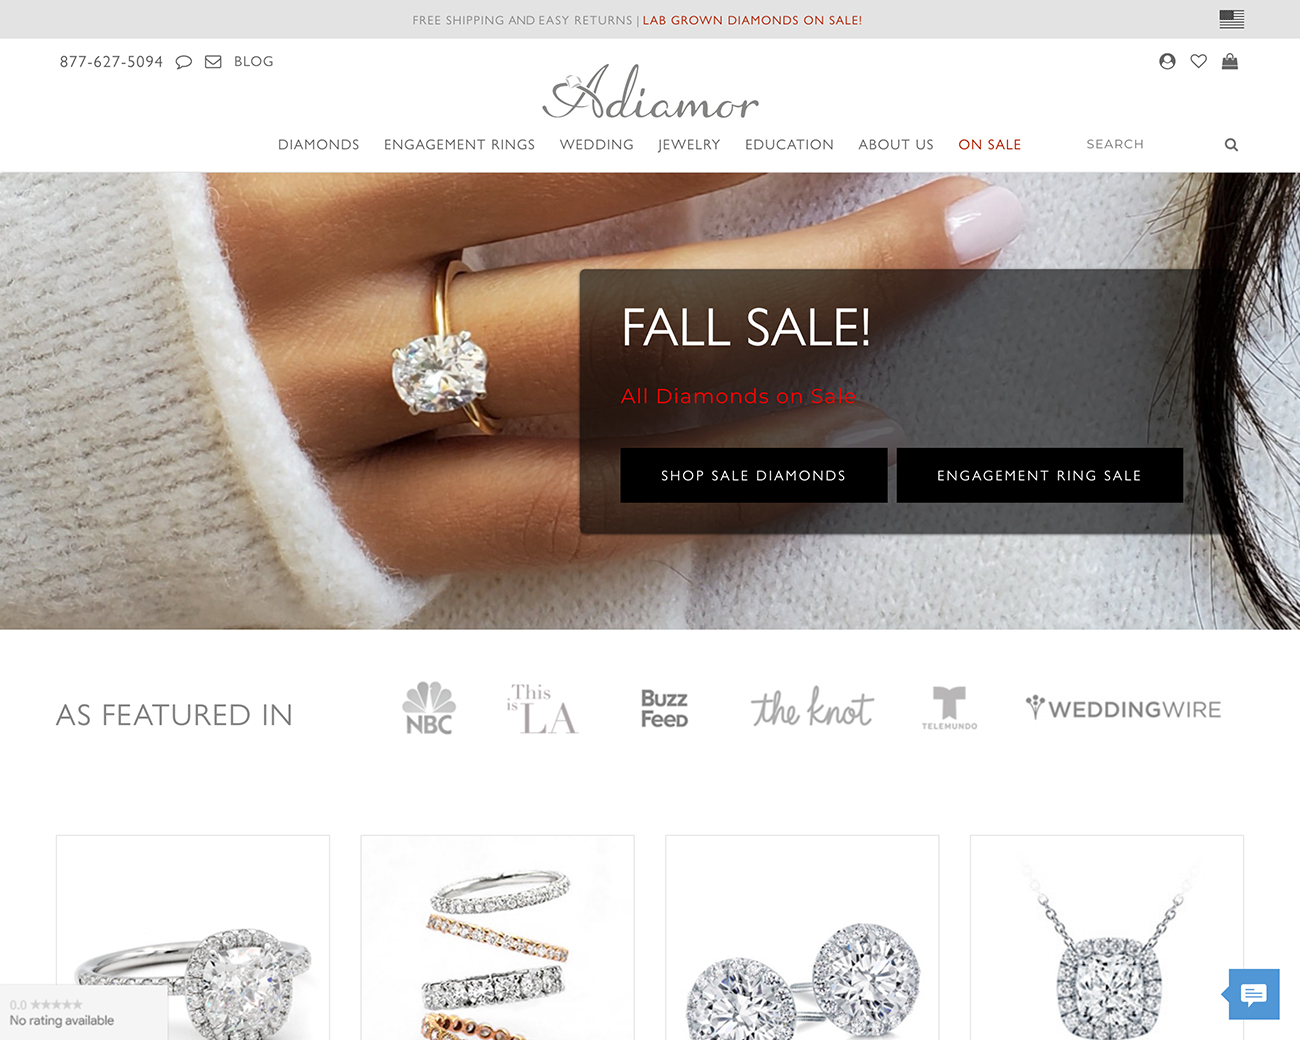 FREE SHIPPING AND EASY RETURNS | LAB GROWN DIAMONDS ON SALE!
877-627-5094 BLOG
Adiamor
DIAMONDS ENGAGEMENT RINGS WEDDING JEWELRY EDUCATION ABOUT US ON SALE SEARCH
FALL SALE!
All Diamonds on Sale
SHOP SALE DIAMONDS ENGAGEMENT RING SALE
AS FEATURED IN
NBC
This
is LA
Buzz
FeeD
the knot
TELEMUNDO
WEDDINGWIRE
0.0 ★★★★★
No rating available